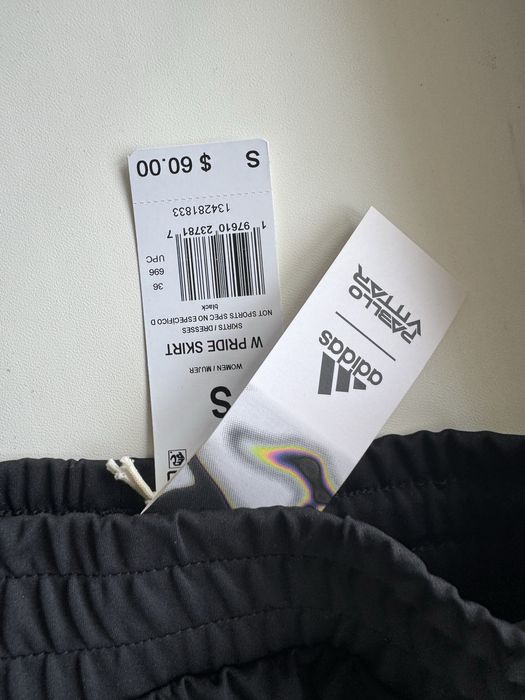 S $ 60.00
134281833
1 97610 23781 7
36 696 UPC
black
NOT SPORTS SPEC NO ESPECIFICO D
SKIRTS / DRESSES
W PRIDE SKIRT
WOMEN / MUJER
S
adidas
PABLLO
VITTAR